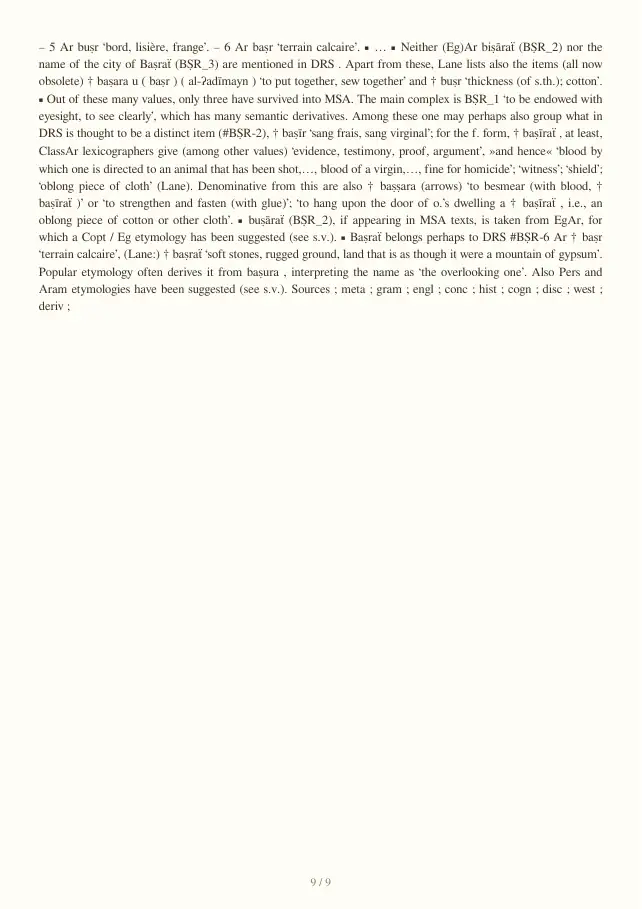 – 5 Ar buṣr ‘bord, lisière, frange’. – 6 Ar baṣr ‘terrain calcaire’. ▪ … ▪ Neither (Eg)Ar biṣāraẗ (BṢR_2) nor the
name of the city of Baṣraẗ (BṢR_3) are mentioned in DRS . Apart from these, Lane lists also the items (all now
obsolete) † baṣara u ( baṣr ) ( al-ʔadīmayn ) ‘to put together, sew together’ and † buṣr ‘thickness (of s.th.); cotton’.
▪ Out of these many values, only three have survived into MSA. The main complex is BṢR_1 ‘to be endowed with
eyesight, to see clearly’, which has many semantic derivatives. Among these one may perhaps also group what in
DRS is thought to be a distinct item (#BṢR-2), † baṣīr ‘sang frais, sang virginal’; for the f. form, † baṣīraẗ , at least,
ClassAr lexicographers give (among other values) ‘evidence, testimony, proof, argument’, »and hence« ‘blood by
which one is directed to an animal that has been shot,…, blood of a virgin,…, fine for homicide’; ‘witness’; ‘shield’;
‘oblong piece of cloth’ (Lane). Denominative from this are also † baṣṣara (arrows) ‘to besmear (with blood, †
baṣīraẗ )’ or ‘to strengthen and fasten (with glue)’; ‘to hang upon the door of o.’s dwelling a † baṣīraẗ , i.e., an
oblong piece of cotton or other cloth’. ▪ buṣāraẗ (BṢR_2), if appearing in MSA texts, is taken from EgAr, for
which a Copt / Eg etymology has been suggested (see s.v.). ▪ Baṣraẗ belongs perhaps to DRS #BṢR-6 Ar † baṣr
‘terrain calcaire’, (Lane:) † baṣraẗ ‘soft stones, rugged ground, land that is as though it were a mountain of gypsum’.
Popular etymology often derives it from baṣura , interpreting the name as ‘the overlooking one’. Also Pers and
Aram etymologies have been suggested (see s.v.). Sources ; meta ; gram ; engl ; conc ; hist ; cogn ; disc ; west ;
deriv ;
9 / 9